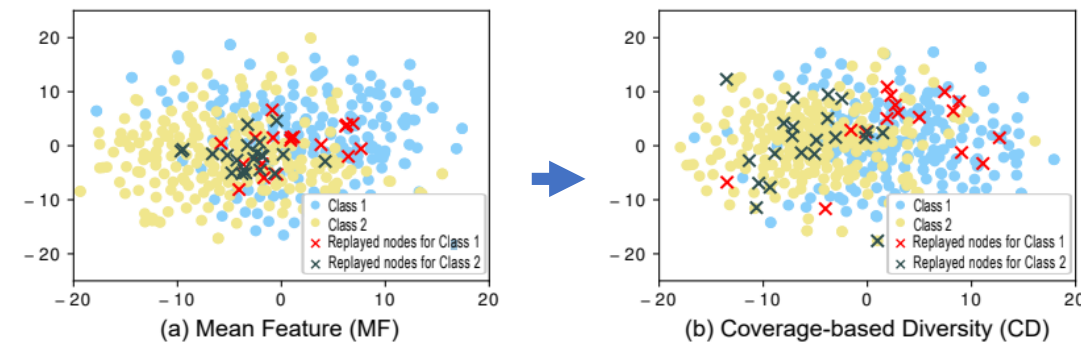 20
10
0
− 10
− 20
− 20
− 10
0
10
20
Class 1
Class 2
Replayed nodes for Class 1
Replayed nodes for Class 2
(a) Mean Feature (MF)
20
10
0
− 10
− 20
− 20
− 10
0
10
20
Class 1
Class 2
Replayed nodes for Class 1
Replayed nodes for Class 2
(b) Coverage-based Diversity (CD)